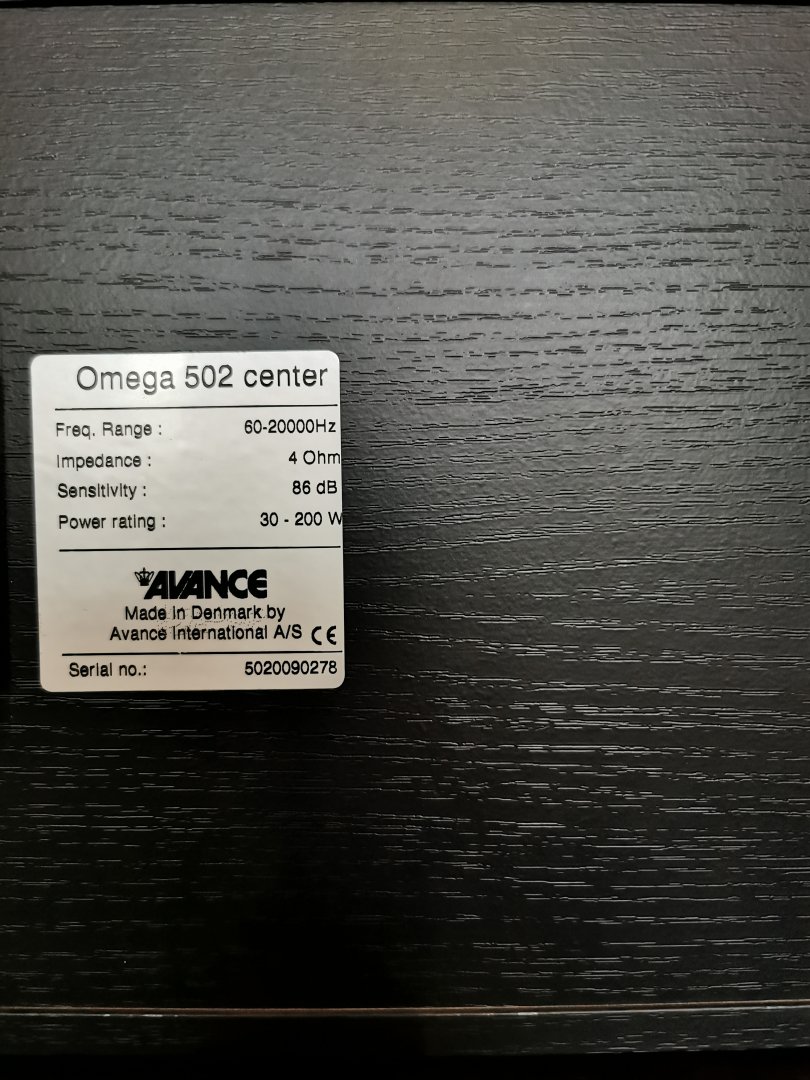 Omega 502 center
Freq. Range : 60-20000Hz
Impedance : 4 Ohm
Sensitivity : 86 dB
Power rating : 30 - 200 W
AVANCE
Made in Denmark by
Avance International A/S CE
Serial no.: 5020090278